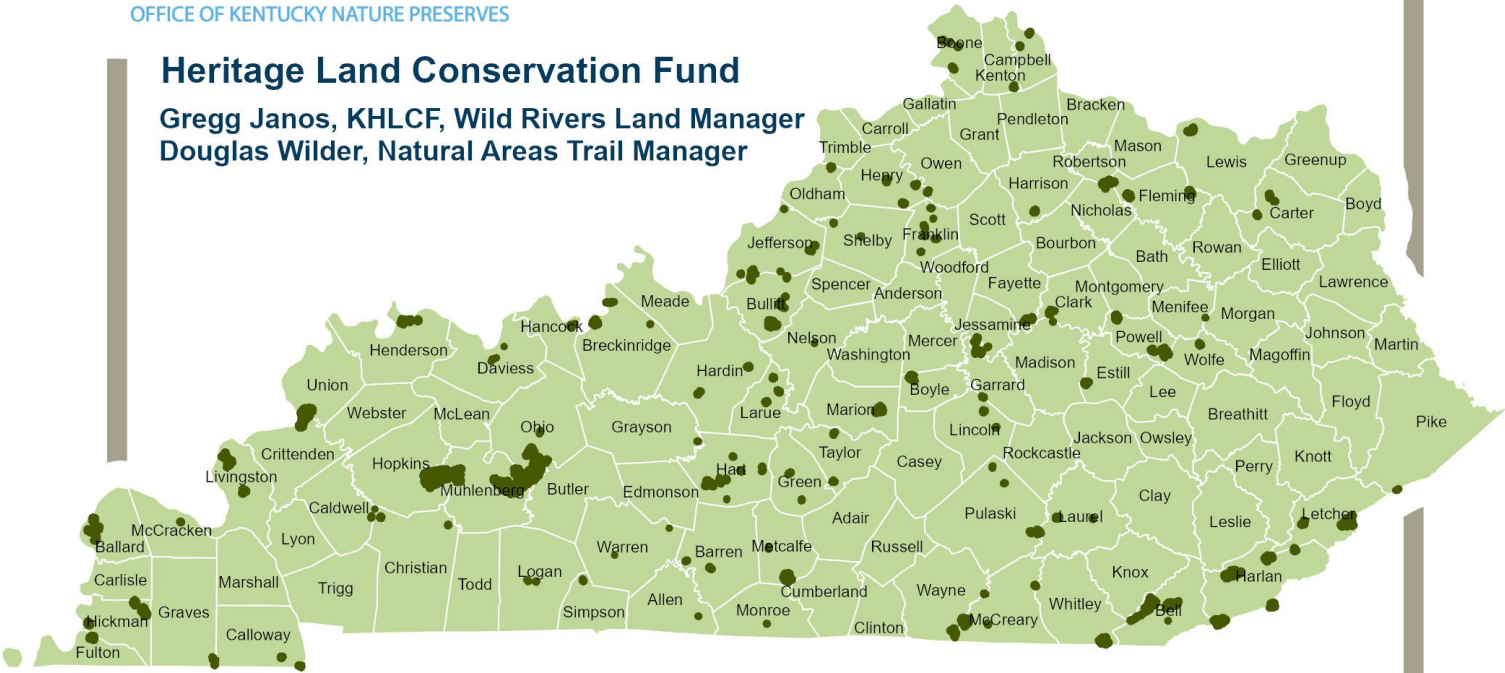 OFFICE OF KENTUCKY NATURE PRESERVES
Heritage Land Conservation Fund
Gregg Janos, KHLCF, Wild Rivers Land Manager
Douglas Wilder, Natural Areas Trail Manager
Boone
Campbell
Kenton
Gallatin
Bracken
Pendleton
Carroll
Grant
Trimble
Mason
Owen
Robertson
Lewis
Greenup
Henry
Harrison
Oldham
Fleming
Nicholas
Boyd
Carter
Scott
Franklin
Shelby
Jefferson
Bourbon
Rowan
Bath
Elliott
Woodford
Lawrence
Spencer
Anderson
Fayette
Montgomery
Meade
Bullitt
Clark
Menifee
Morgan
Hancock
Jessamine
Johnson
Nelson
Powell
Martin
Breckinridge
Mercer
Henderson
Washington
Magoffin
Wolfe
Madison
Daviess
Hardin
Estill
Union
Boyle
Garrard
Lee
Floyd
Webster
McLean
Larue
Marion
Breathitt
Pike
Ohio
Grayson
Lincoln
Jackson
Owsley
Crittenden
Taylor
Rockcastle
Knott
Hopkins
Casey
Perry
Livingston
Hart
Green
Muhlenberg
Butler
Edmonson
Clay
Caldwell
Pulaski
Letcher
McCracken
Adair
Laurel
Leslie
Lyon
Ballard
Warren
Barren
Metcalfe
Russell
Christian
Logan
Knox
Harlan
Carlisle
Marshall
Trigg
Todd
Cumberland
Wayne
Allen
Whitley
Graves
Simpson
Monroe
Bell
Hickman
McCreary
Calloway
Clinton
Fulton